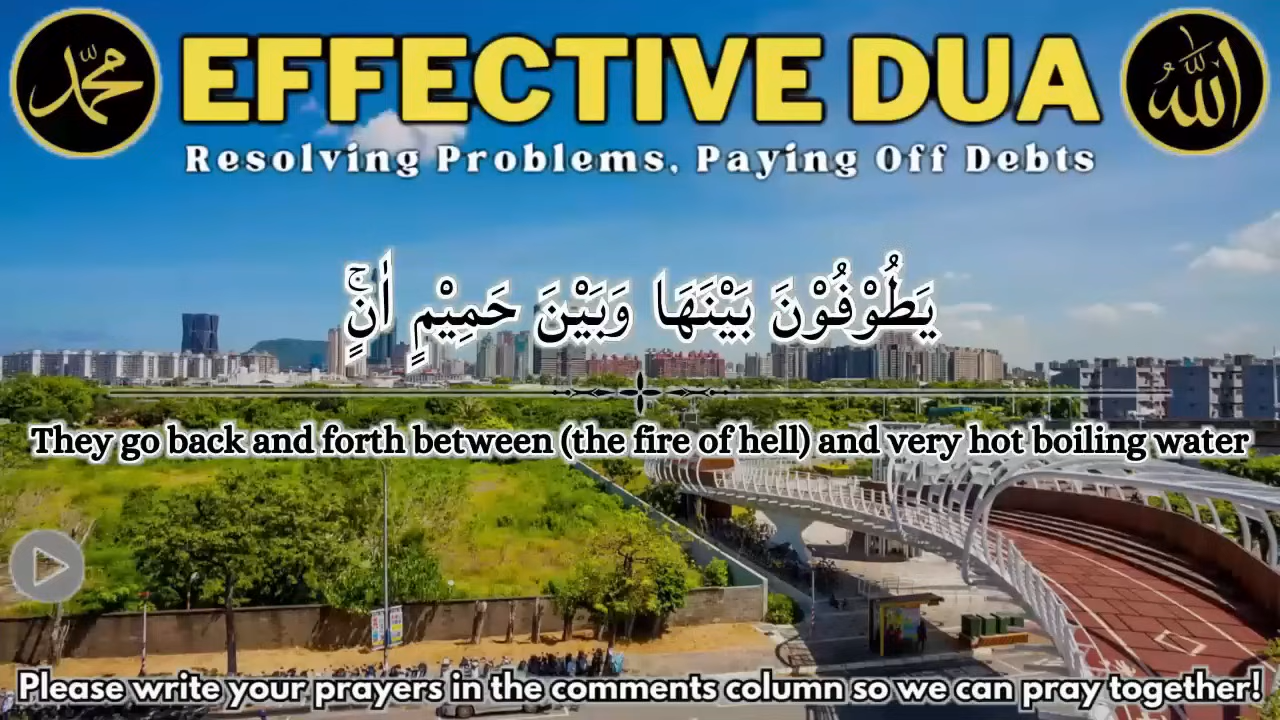 محمد
EFFECTIVE DUA
الله
Resolving Problems, Paying Off Debts
يَطُوْفُوْنَ بَيْنَهَا وَبَيْنَ حَمِيْمٍ اٰنٍۚ
They go back and forth between (the fire of hell) and very hot boiling water
Please write your prayers in the comments column so we can pray together!